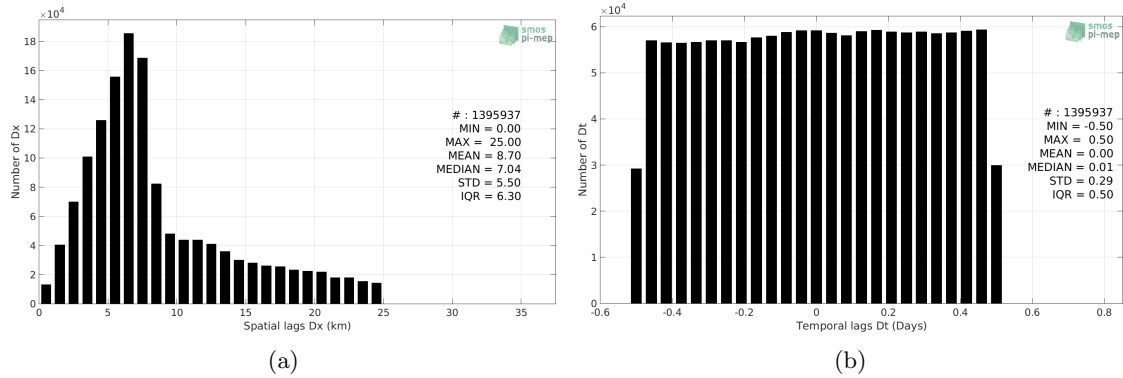 ×10⁴
20
18
16
14
12
10
8
6
4
2
0
Number of Dx
smos
pi-mep
# : 1395937
MIN = 0.00
MAX = 25.00
MEAN = 8.70
MEDIAN = 7.04
STD = 5.50
IQR = 6.30
0 5 10 15 20 25 30 35
Spatial lags Dx (km)
(a)
×10⁴
6
5
4
3
2
1
0
Number of Dt
smos
pi-mep
# : 1395937
MIN = -0.50
MAX = 0.50
MEAN = 0.00
MEDIAN = 0.01
STD = 0.29
IQR = 0.50
-0.6 -0.4 -0.2 0 0.2 0.4 0.6 0.8
Temporal lags Dt (Days)
(b)